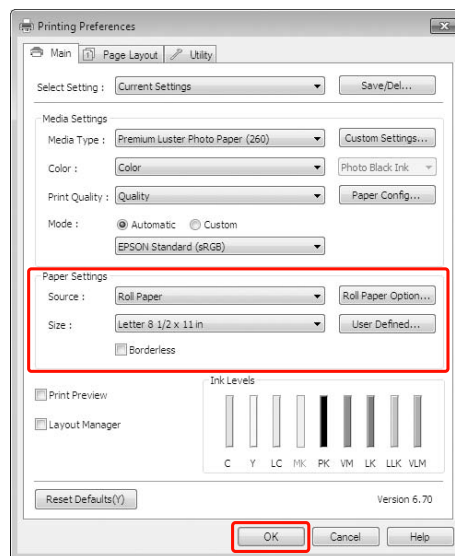 Printing Preferences
Main Page Layout Utility
Select Setting : Current Settings Save/Del...
Media Settings
Media Type : Premium Luster Photo Paper (260) Custom Settings...
Color : Color Photo Black Ink
Print Quality : Quality Paper Config...
Mode : Automatic Custom
EPSON Standard (sRGB)
Paper Settings
Source : Roll Paper Roll Paper Option...
Size : Letter 8 1/2 x 11 in User Defined...
Borderless
Ink Levels
Print Preview
Layout Manager
C Y LC MK PK VM LK LLK VLM
Reset Defaults(Y) Version 6.70
OK Cancel Help